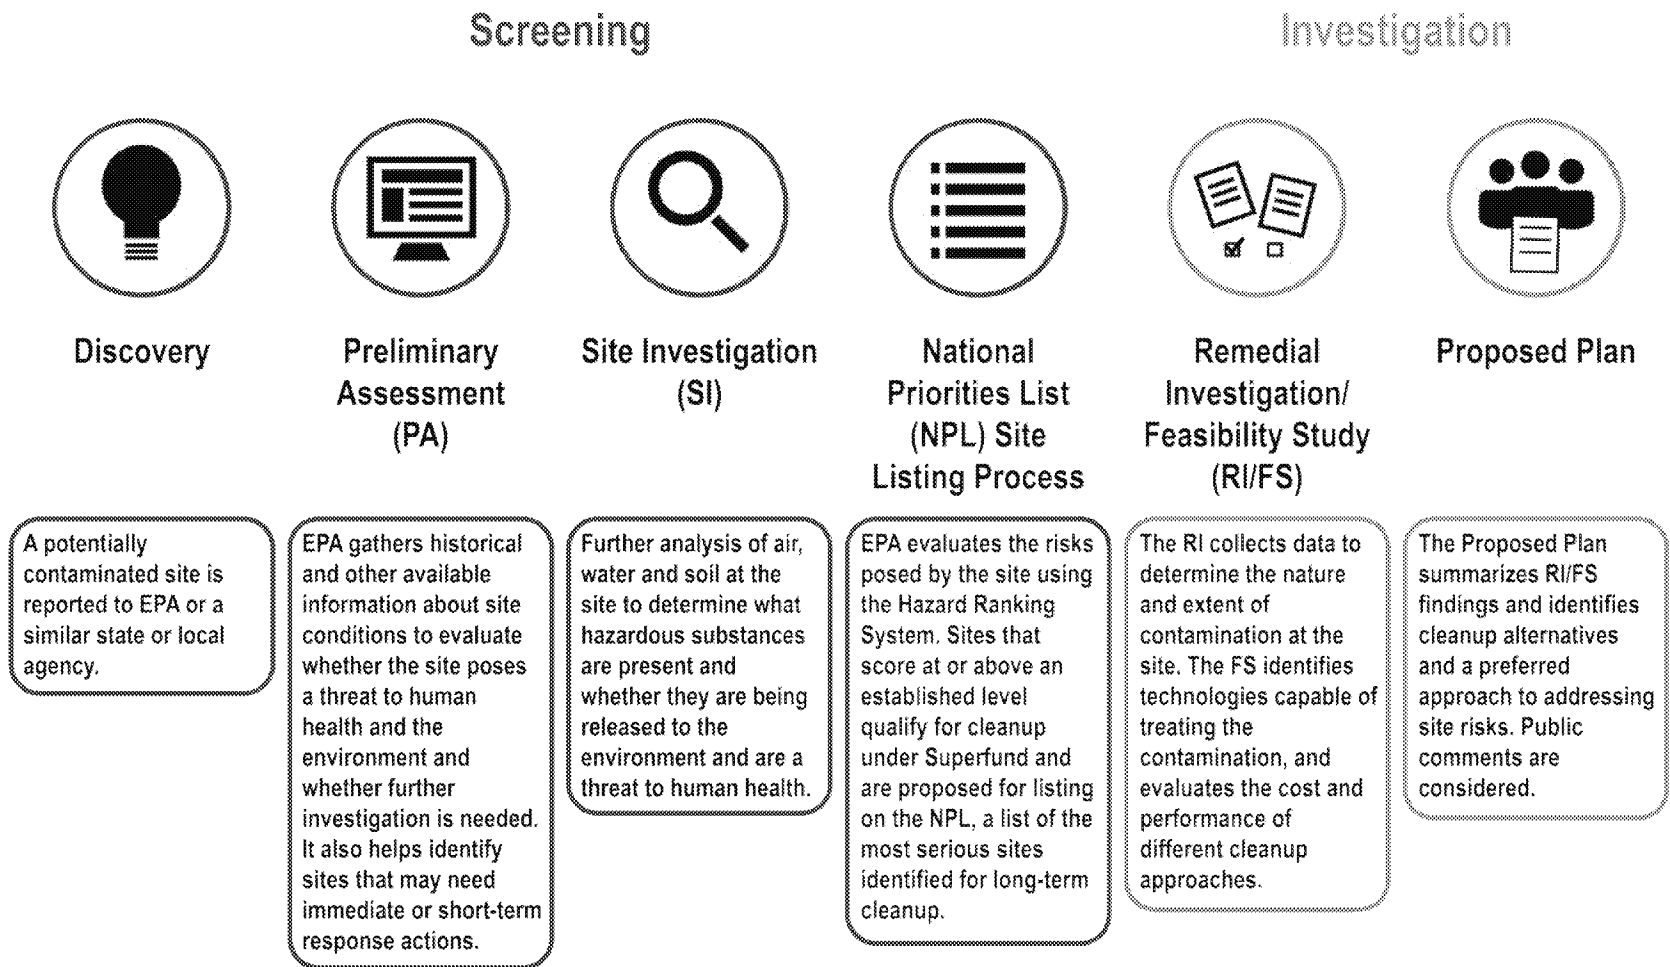 Screening
Investigation
Discovery
A potentially
contaminated site is
reported to EPA or a
similar state or local
agency.
Preliminary
Assessment
(PA)
EPA gathers historical
and other available
information about site
conditions to evaluate
whether the site poses
a threat to human
health and the
environment and
whether further
investigation is needed.
It also helps identify
sites that may need
immediate or short-term
response actions.
Site Investigation
(SI)
Further analysis of air,
water and soil at the
site to determine what
hazardous substances
are present and
whether they are being
released to the
environment and are a
threat to human health.
National
Priorities List
(NPL) Site
Listing Process
EPA evaluates the risks
posed by the site using
the Hazard Ranking
System. Sites that
score at or above an
established level
qualify for cleanup
under Superfund and
are proposed for listing
on the NPL, a list of the
most serious sites
identified for long-term
cleanup.
Remedial
Investigation/
Feasibility Study
(RI/FS)
The RI collects data to
determine the nature
and extent of
contamination at the
site. The FS identifies
technologies capable of
treating the
contamination, and
evaluates the cost and
performance of
different cleanup
approaches.
Proposed Plan
The Proposed Plan
summarizes RI/FS
findings and identifies
cleanup alternatives
and a preferred
approach to addressing
site risks. Public
comments are
considered.